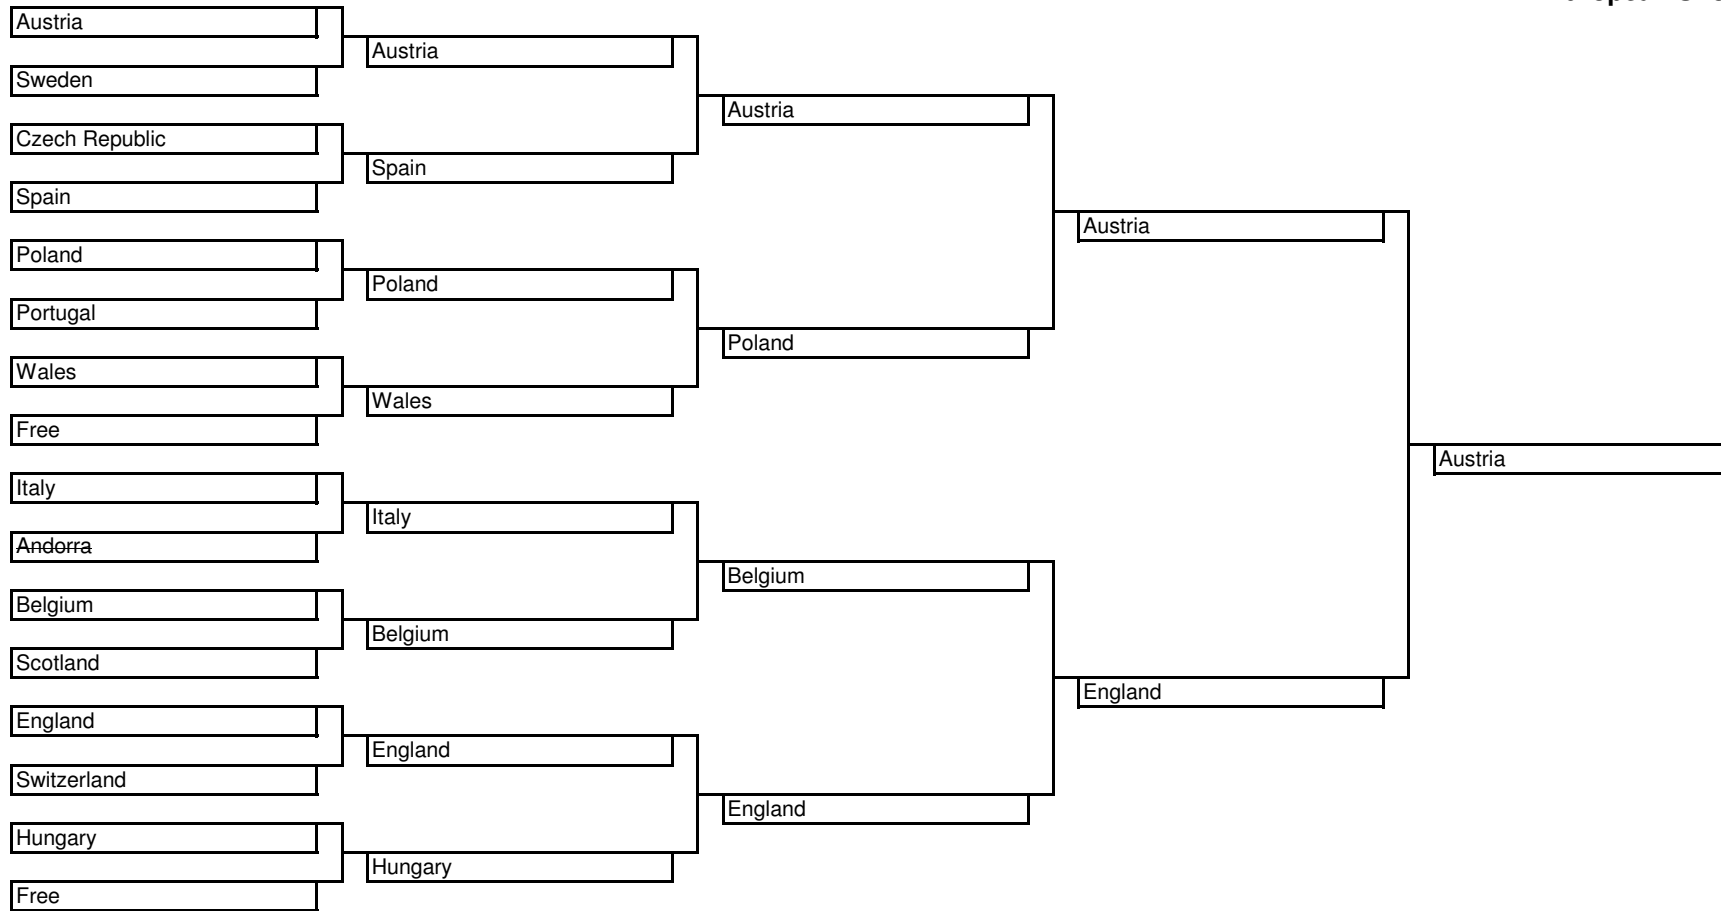 Austria
Austria
Sweden
Austria
Czech Republic
Spain
Spain
Austria
Poland
Poland
Portugal
Poland
Wales
Wales
Free
Austria
Italy
Italy
Andorra
Belgium
Belgium
Belgium
Scotland
England
England
England
Switzerland
England
Hungary
Hungary
Free